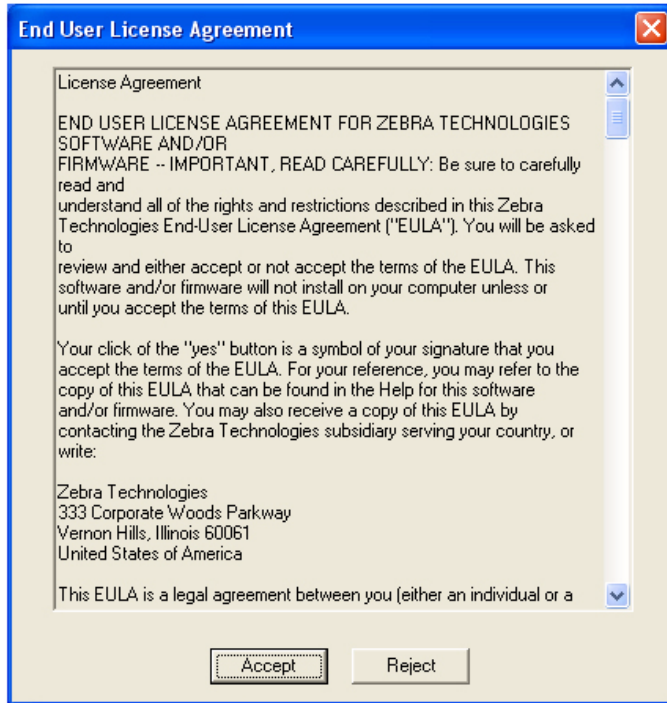 End User License Agreement
License Agreement
END USER LICENSE AGREEMENT FOR ZEBRA TECHNOLOGIES
SOFTWARE AND/OR
FIRMWARE -- IMPORTANT, READ CAREFULLY: Be sure to carefully
read and
understand all of the rights and restrictions described in this Zebra
Technologies End-User License Agreement ("EULA"). You will be asked
to
review and either accept or not accept the terms of the EULA. This
software and/or firmware will not install on your computer unless or
until you accept the terms of this EULA.
Your click of the "yes" button is a symbol of your signature that you
accept the terms of the EULA. For your reference, you may refer to the
copy of this EULA that can be found in the Help for this software
and/or firmware. You may also receive a copy of this EULA by
contacting the Zebra Technologies subsidiary serving your country, or
write:
Zebra Technologies
333 Corporate Woods Parkway
Vernon Hills, Illinois 60061
United States of America
This EULA is a legal agreement between you (either an individual or a
Accept
Reject